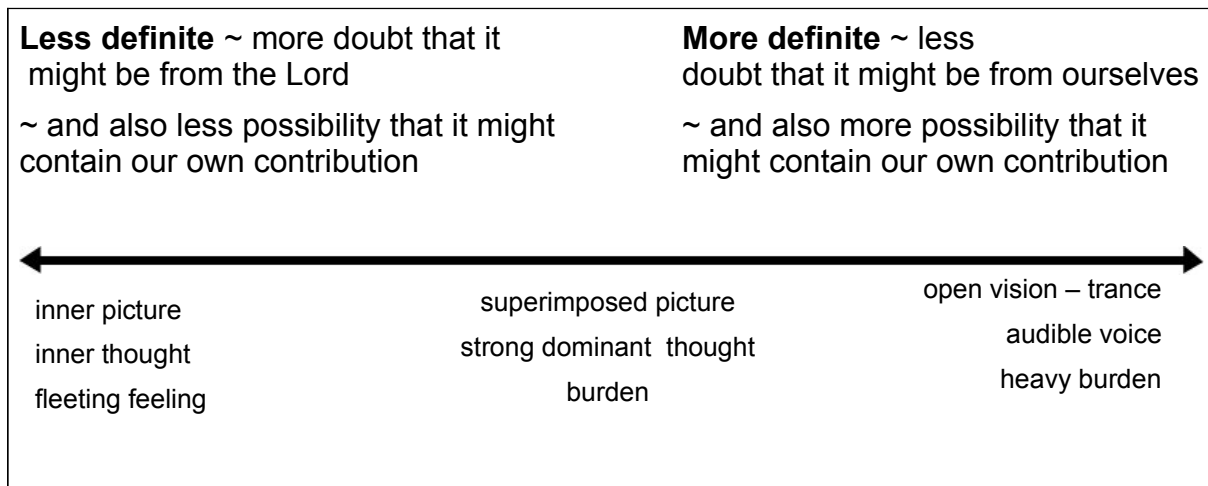 Less definite ~ more doubt that it
might be from the Lord
~ and also less possibility that it might
contain our own contribution
More definite ~ less
doubt that it might be from ourselves
~ and also more possibility that it
might contain our own contribution
inner picture
inner thought
fleeting feeling
superimposed picture
strong dominant thought
burden
open vision – trance
audible voice
heavy burden